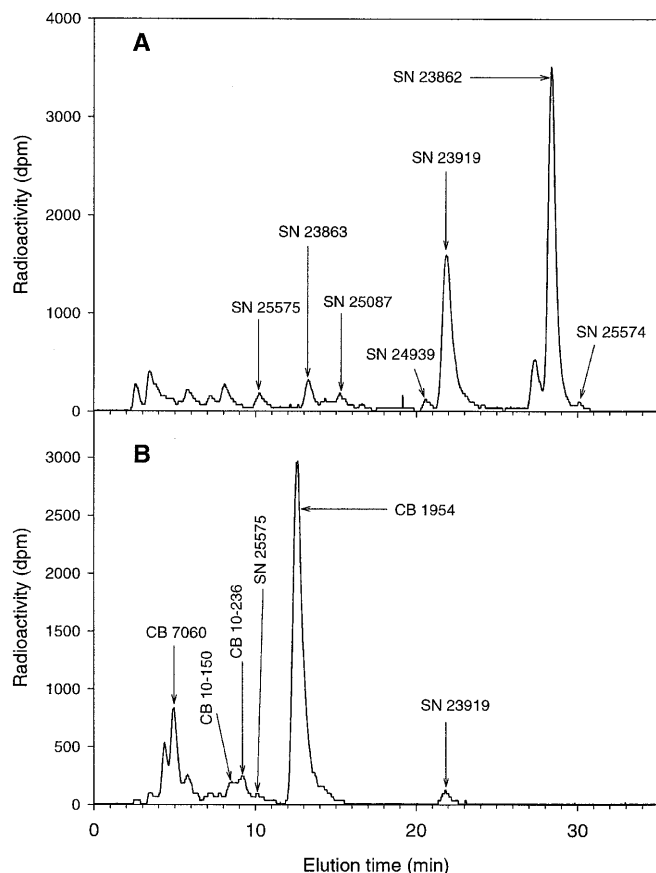 4000
A
SN 23862
3000
SN 23919
Radioactivity (dpm)
2000
SN 23863
SN 25575
SN 25087
1000
SN 24939
SN 25574
0
B
3000
CB 1954
2500
SN 25575
2000
CB 10-236
Radioactivity (dpm)
CB 7060
1500
CB 10-150
1000
SN 23919
500
0
0
10
20
30
Elution time (min)